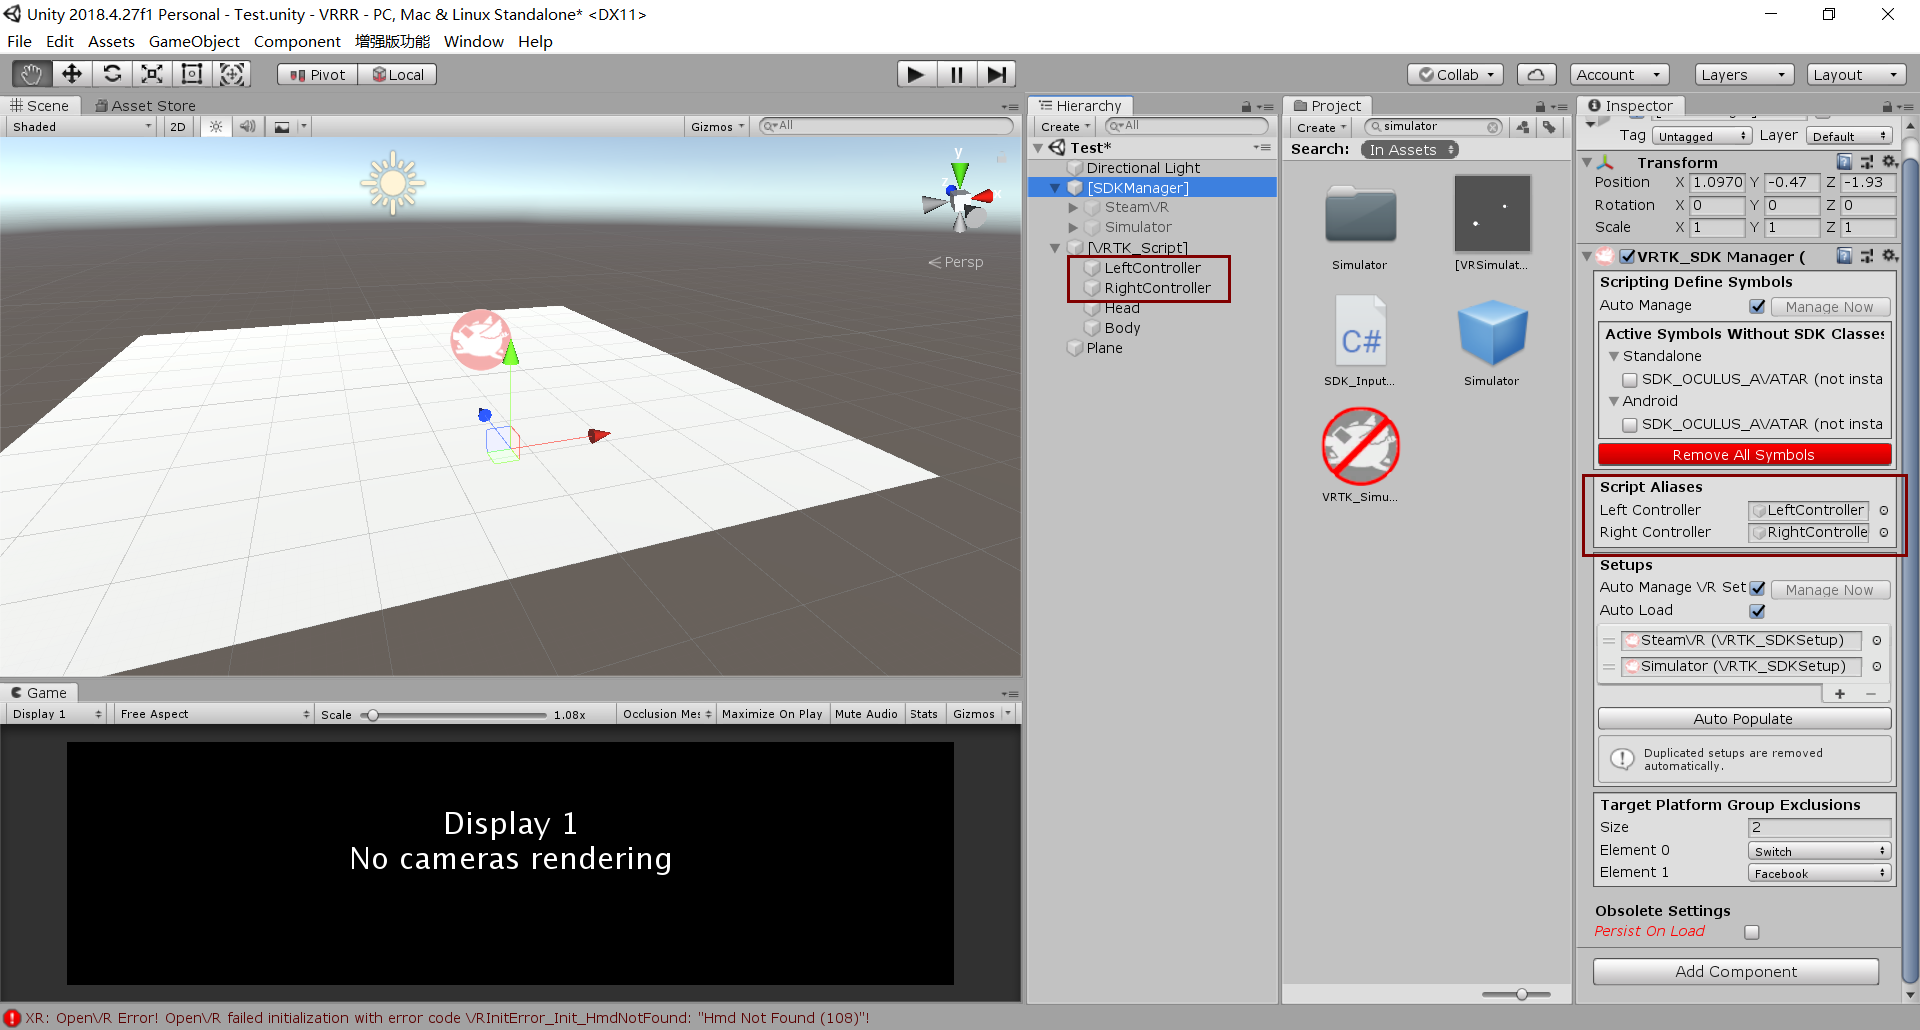 Unity 2018.4.27f1 Personal - Test.unity - VRRR - PC, Mac & Linux Standalone* <DX11>
File Edit Assets GameObject Component 增强版功能 Window Help
Pivot Local Collab Account Layers Layout
Scene Asset Store
Shaded 2D Gizmos All
y
z
x
Persp
Game
Display 1 Free Aspect Scale 1.08x Occlusion Mes Maximize On Play Mute Audio Stats Gizmos
Display 1
No cameras rendering
Hierarchy
Create All
Test*
Directional Light
[SDKManager]
SteamVR
Simulator
[VRTK_Script]
LeftController
RightController
Head
Body
Plane
Project
Create simulator
Search: In Assets
Simulator
[VRSimulat...
C#
SDK_Input...
Simulator
VRTK_Simu...
Inspector
Tag Untagged Layer Default
Transform
Position X 1.0970 Y -0.47 Z -1.93
Rotation X 0 Y 0 Z 0
Scale X 1 Y 1 Z 1
VRTK_SDK Manager (
Scripting Define Symbols
Auto Manage Manage Now
Active Symbols Without SDK Classes
Standalone
SDK_OCULUS_AVATAR (not insta
Android
SDK_OCULUS_AVATAR (not insta
Remove All Symbols
Script Aliases
Left Controller LeftController
Right Controller RightControlle
Setups
Auto Manage VR Set Manage Now
Auto Load
SteamVR (VRTK_SDKSetup)
Simulator (VRTK_SDKSetup)
+ −
Auto Populate
Duplicated setups are removed
automatically.
Target Platform Group Exclusions
Size 2
Element 0 Switch
Element 1 Facebook
Obsolete Settings
Persist On Load
Add Component
XR: OpenVR Error! OpenVR failed initialization with error code VRInitError_Init_HmdNotFound: "Hmd Not Found (108)"!